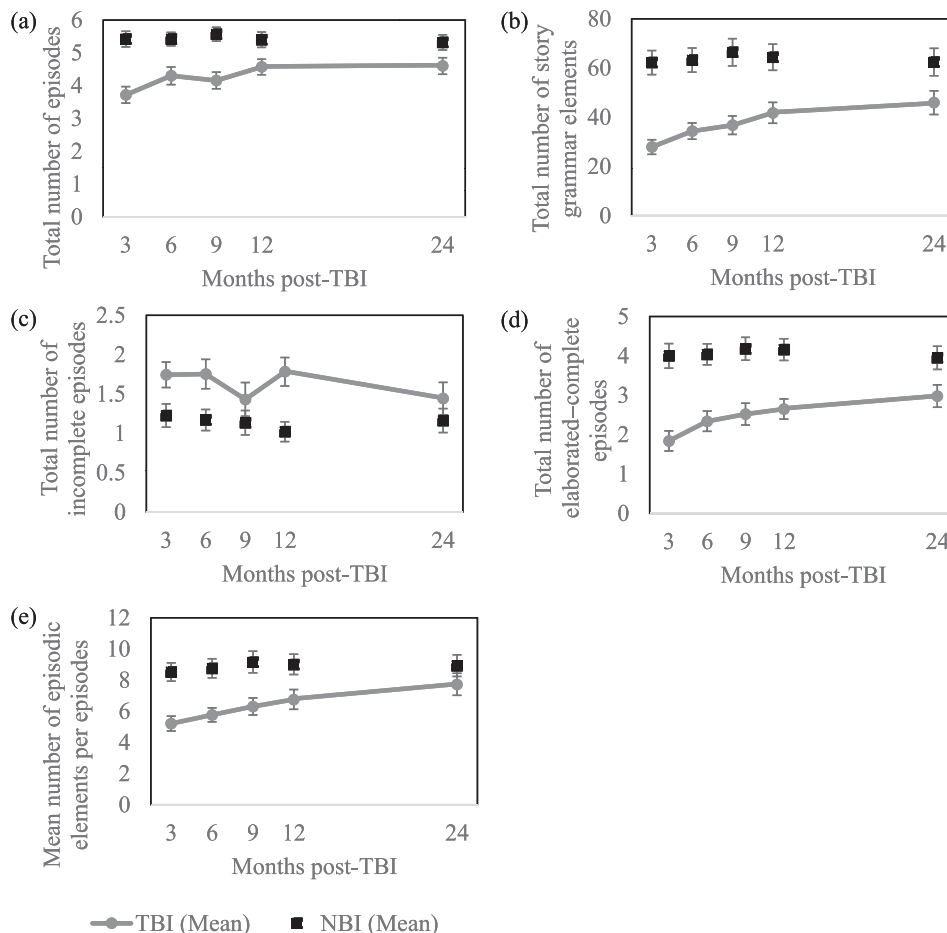 (a)
Total number of episodes
6
5
4
3
2
1
0
3 6 9 12 24
Months post-TBI
(b)
Total number of story
grammar elements
80
60
40
20
0
3 6 9 12 24
Months post-TBI
(c)
Total number of
incomplete episodes
2.5
2
1.5
1
0.5
0
3 6 9 12 24
Months post-TBI
(d)
Total number of
elaborated–complete
episodes
5
4
3
2
1
0
3 6 9 12 24
Months post-TBI
(e)
Mean number of episodic
elements per episodes
12
10
8
6
4
2
0
3 6 9 12 24
Months post-TBI
TBI (Mean) NBI (Mean)